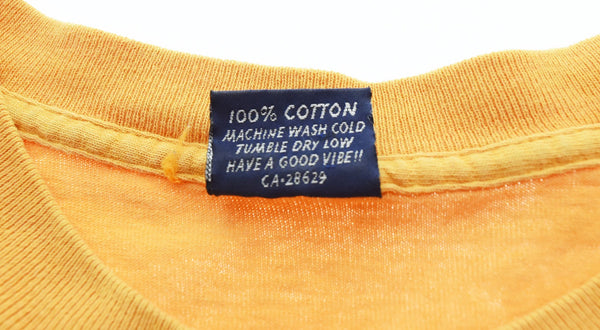 100% COTTON
MACHINE WASH COLD
TUMBLE DRY LOW
HAVE A GOOD VIBE!!
CA-28629